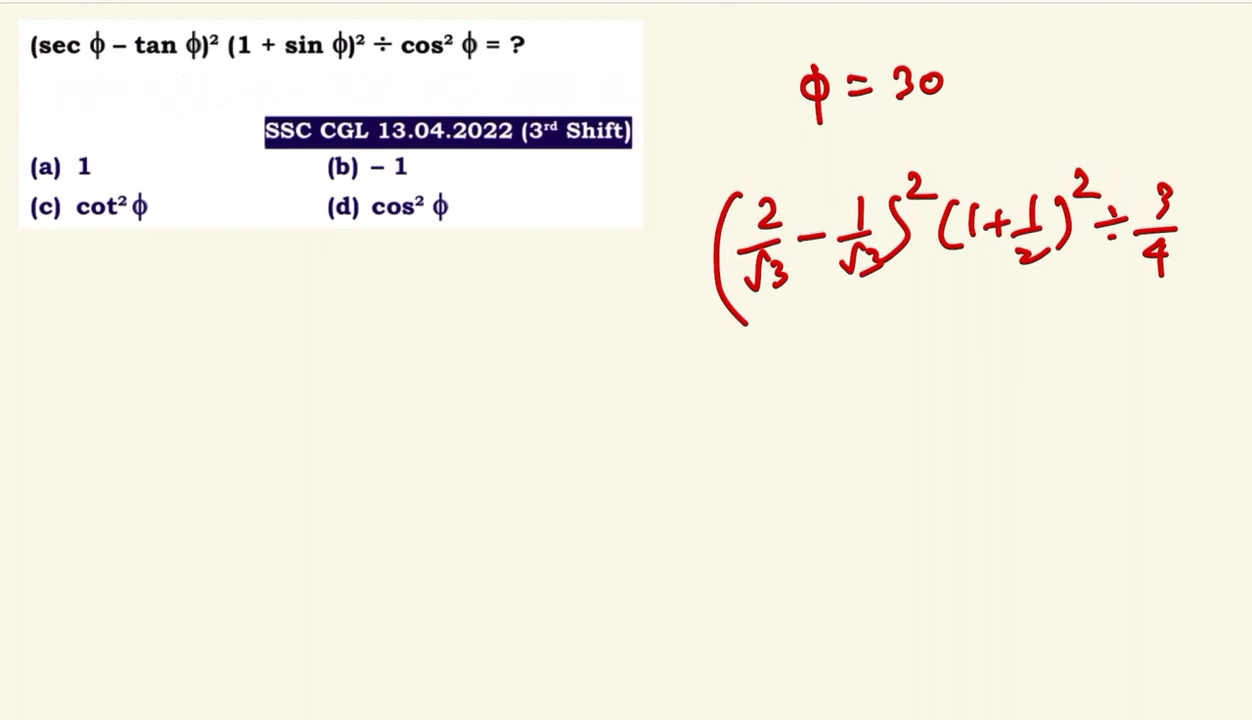 (sec ϕ – tan ϕ)² (1 + sin ϕ)² ÷ cos² ϕ = ?
SSC CGL 13.04.2022 (3rd Shift)
(a) 1 (b) – 1
(c) cot² ϕ (d) cos² ϕ
ϕ = 30
(2/√3 − 1/√3)² (1+1/2)² ÷ 3/4